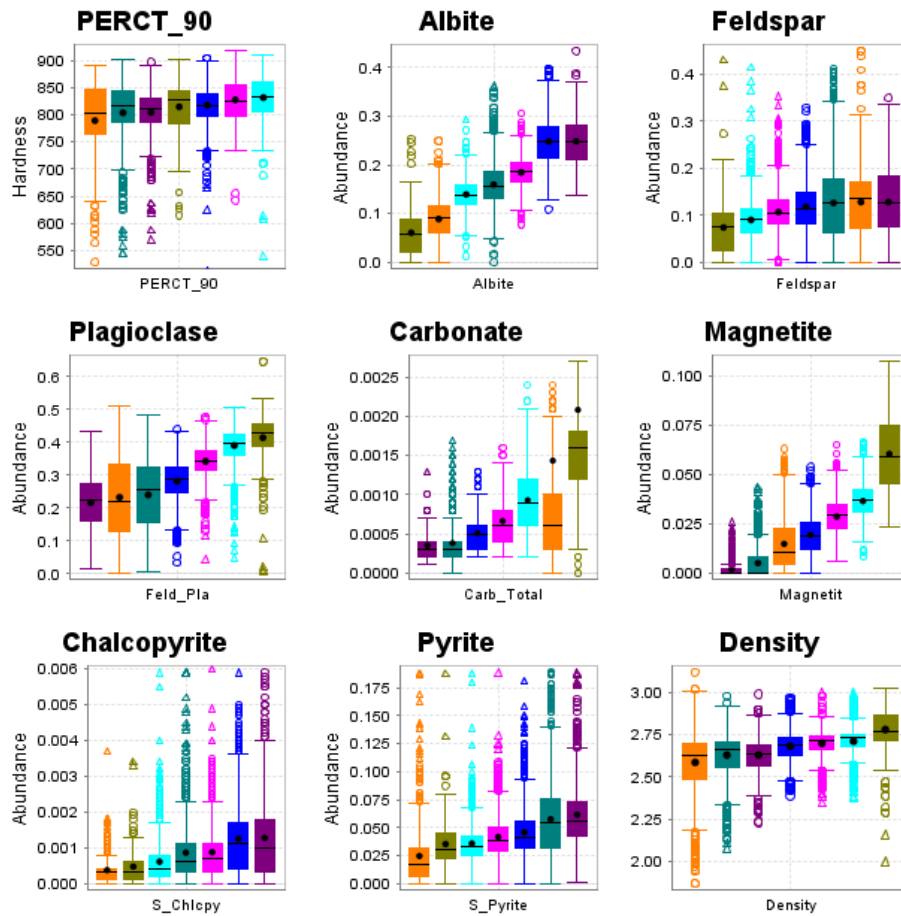 PERCT_90
Albite
Feldspar
Hardness
900
850
800
750
700
650
600
550
PERCT_90
Abundance
0.4
0.3
0.2
0.1
0.0
Albite
Abundance
0.4
0.3
0.2
0.1
0.0
Feldspar
Plagioclase
Carbonate
Magnetite
Abundance
0.6
0.5
0.4
0.3
0.2
0.1
0.0
Feld_Pla
Abundance
0.0025
0.0020
0.0015
0.0010
0.0005
0.0000
Carb_Total
Abundance
0.100
0.075
0.050
0.025
0.000
Magnetit
Chalcopyrite
Pyrite
Density
Abundance
0.006
0.005
0.004
0.003
0.002
0.001
0.000
S_Chlcpy
Abundance
0.175
0.150
0.125
0.100
0.075
0.050
0.025
0.000
S_Pyrite
3.00
2.75
2.50
2.25
2.00
Density